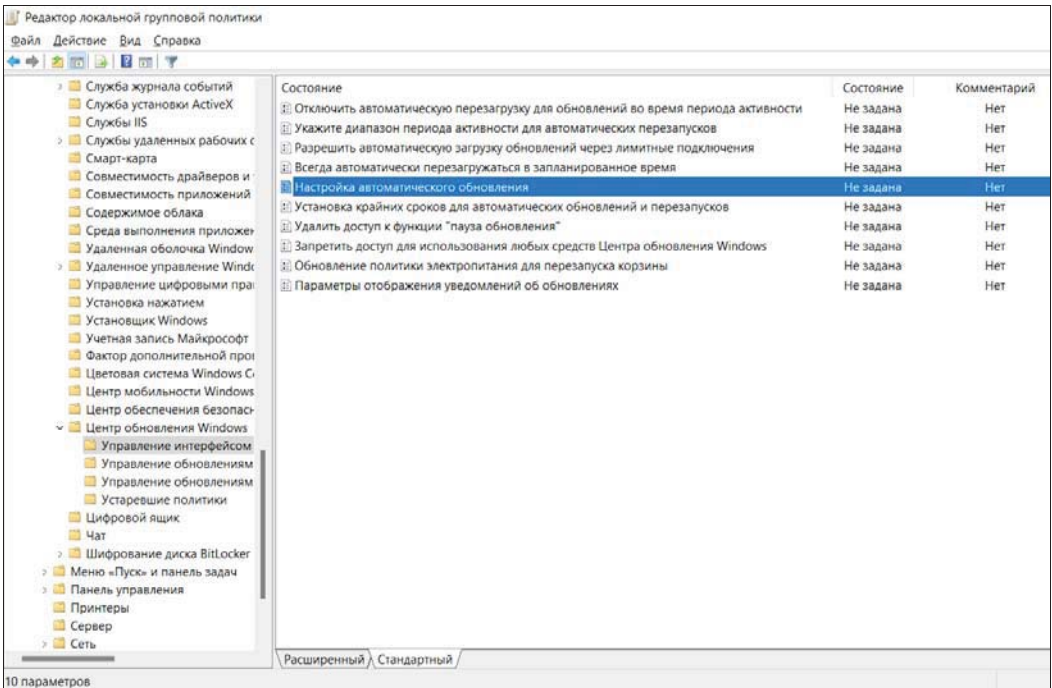 Редактор локальной групповой политики
Файл Действие Вид Справка
Служба журнала событий
Служба установки ActiveX
Службы IIS
Службы удаленных рабочих с
Смарт-карта
Совместимость драйверов и
Совместимость приложений
Содержимое облака
Среда выполнения приложен
Удаленная оболочка Window
Удаленное управление Windo
Управление цифровыми пра
Установка нажатием
Установщик Windows
Учетная запись Майкрософт
Фактор дополнительной про
Цветовая система Windows C
Центр мобильности Windows
Центр обеспечения безопасн
Центр обновления Windows
Управление интерфейсом
Управление обновлениям
Управление обновлениям
Устаревшие политики
Цифровой ящик
Чат
Шифрование диска BitLocker
Меню «Пуск» и панель задач
Панель управления
Принтеры
Сервер
Сеть
Состояние Состояние Комментарий
Отключить автоматическую перезагрузку для обновлений во время периода активности Не задана Нет
Укажите диапазон периода активности для автоматических перезапусков Не задана Нет
Разрешить автоматическую загрузку обновлений через лимитные подключения Не задана Нет
Всегда автоматически перезагружаться в запланированное время Не задана Нет
Настройка автоматического обновления Не задана Нет
Установка крайних сроков для автоматических обновлений и перезапусков Не задана Нет
Удалить доступ к функции "пауза обновления" Не задана Нет
Запретить доступ для использования любых средств Центра обновления Windows Не задана Нет
Обновление политики электропитания для перезапуска корзины Не задана Нет
Параметры отображения уведомлений об обновлениях Не задана Нет
Расширенный Стандартный
10 параметров